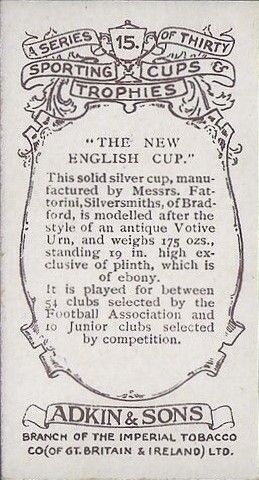 A SERIES 15. OF THIRTY
SPORTING CUPS &
TROPHIES
"THE NEW
ENGLISH CUP."
This solid silver cup, manu-
factured by Messrs. Fat-
torini, Silversmiths, of Brad-
ford, is modelled after the
style of an antique Votive
Urn, and weighs 175 ozs.,
standing 19 in. high ex-
clusive of plinth, which is
of ebony.
It is played for between
54 clubs selected by the
Football Association and
10 Junior clubs selected
by competition.
ADKIN & SONS
BRANCH OF THE IMPERIAL TOBACCO
CO (OF GT. BRITAIN & IRELAND) LTD.